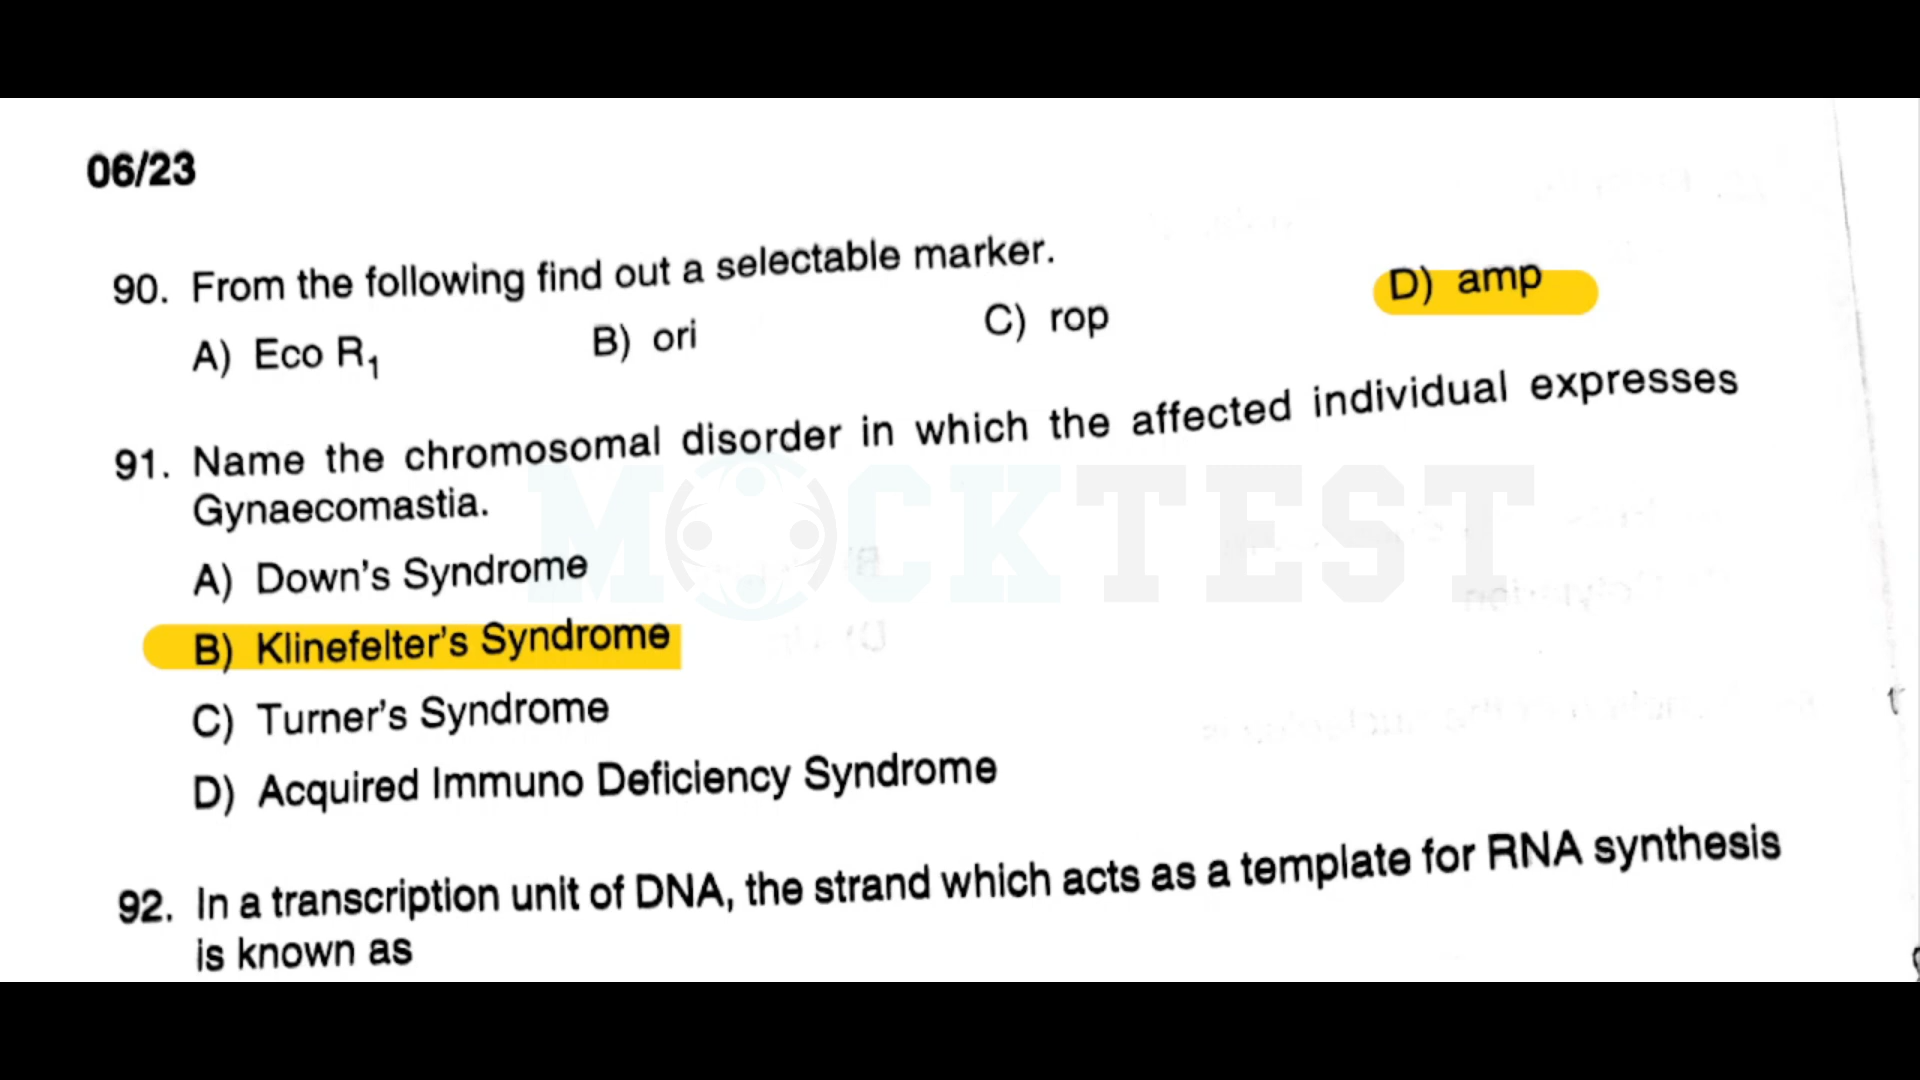 06/23
90. From the following find out a selectable marker.
A) Eco R1 B) ori C) rop D) amp
91. Name the chromosomal disorder in which the affected individual expresses
Gynaecomastia.
MOCKTEST
A) Down's Syndrome
B) Klinefelter's Syndrome
C) Turner's Syndrome
D) Acquired Immuno Deficiency Syndrome
92. In a transcription unit of DNA, the strand which acts as a template for RNA synthesis
is known as